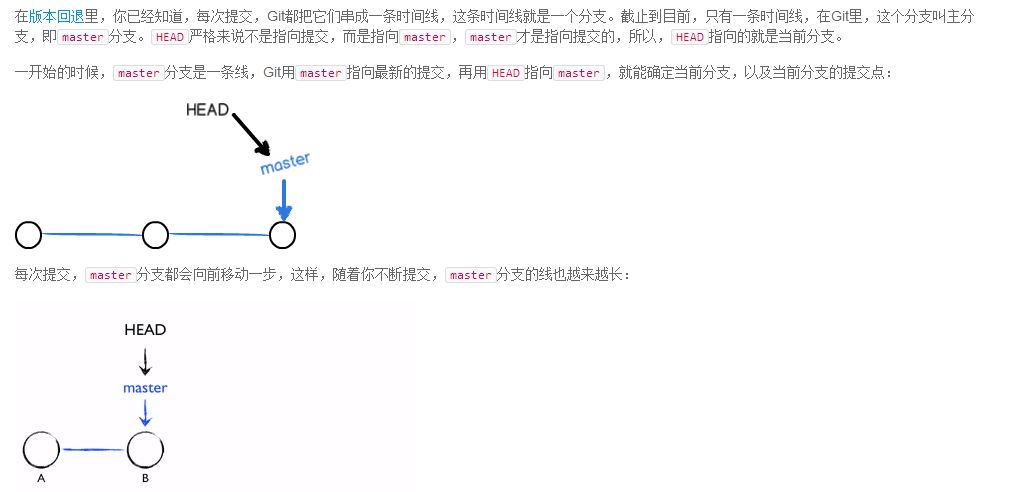 在版本回退里，你已经知道，每次提交，Git都把它们串成一条时间线，这条时间线就是一个分支。截止到目前，只有一条时间线，在Git里，这个分支叫主分
支，即master分支。HEAD严格来说不是指向提交，而是指向master，master才是指向提交的，所以，HEAD指向的就是当前分支。
一开始的时候，master分支是一条线，Git用master指向最新的提交，再用HEAD指向master，就能确定当前分支，以及当前分支的提交点：
HEAD
master
每次提交，master分支都会向前移动一步，这样，随着你不断提交，master分支的线也越来越长：
HEAD
master
A B